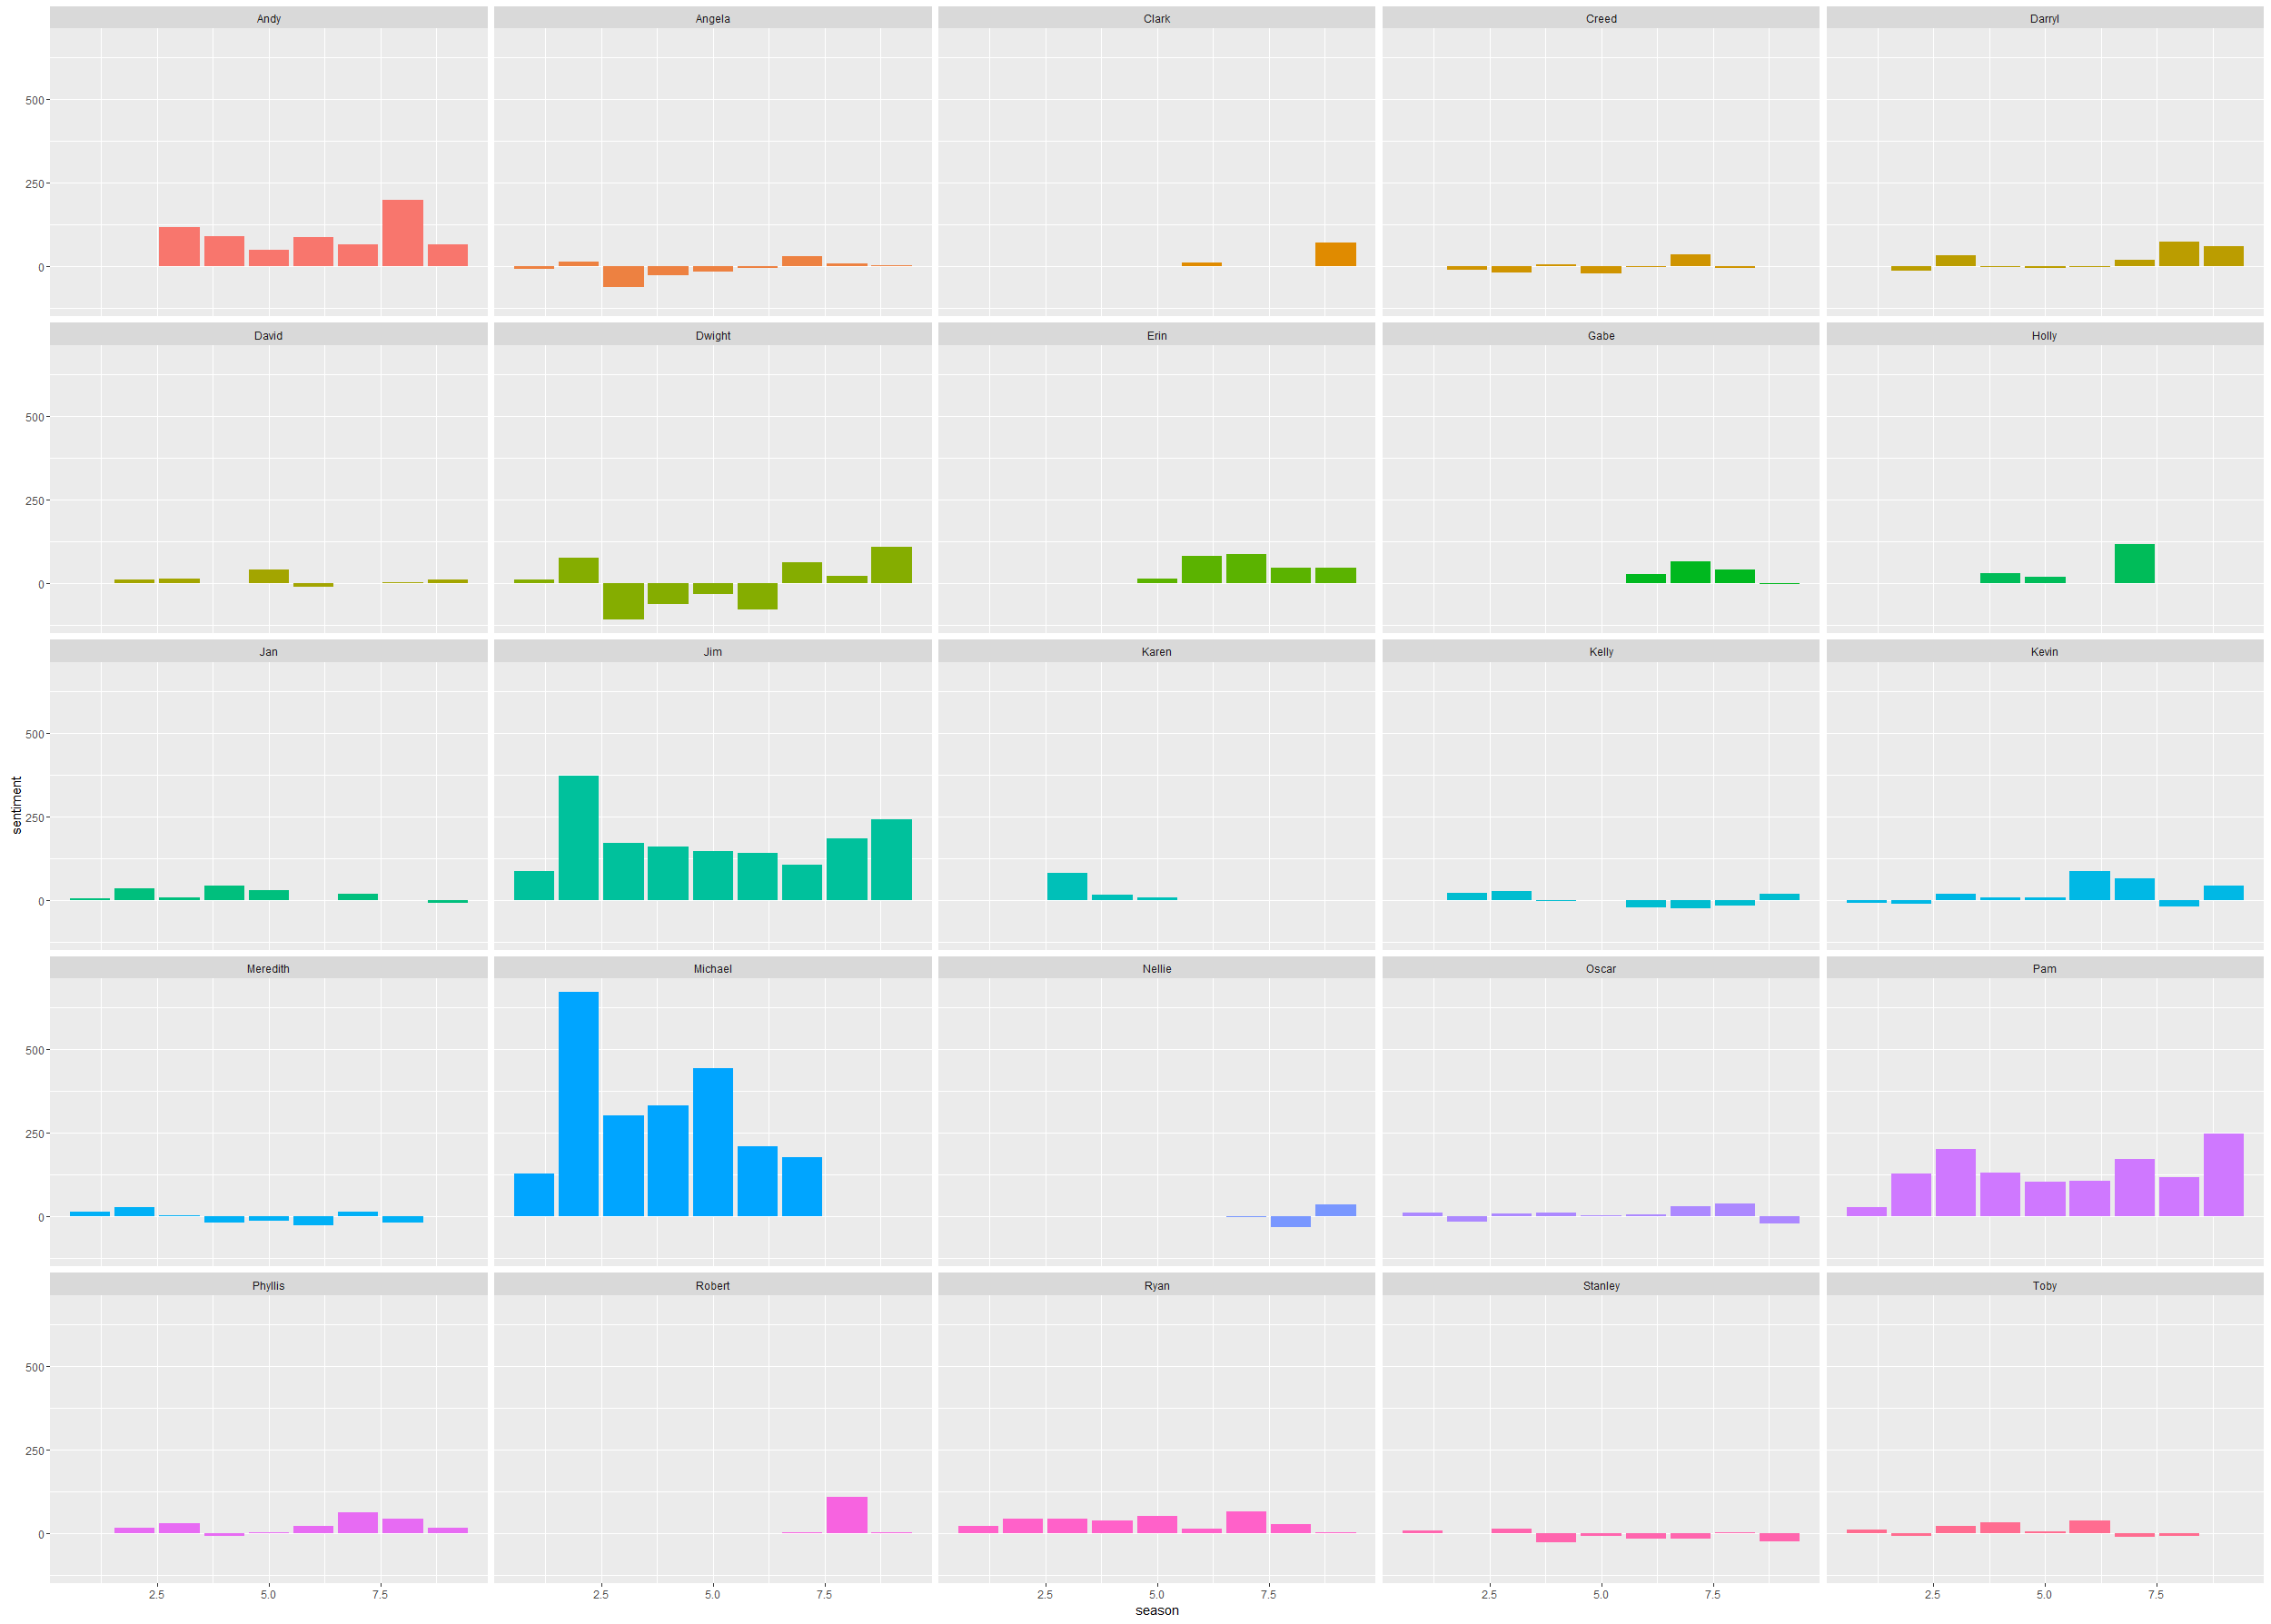 Andy Angela Clark Creed Darryl
500
250
0
David Dwight Erin Gabe Holly
500
250
0
Jan Jim Karen Kelly Kevin
500
250
0
sentiment
Meredith Michael Nellie Oscar Pam
500
250
0
Phyllis Robert Ryan Stanley Toby
500
250
0
2.5 5.0 7.5 2.5 5.0 7.5 2.5 5.0 7.5 2.5 5.0 7.5 2.5 5.0 7.5
season